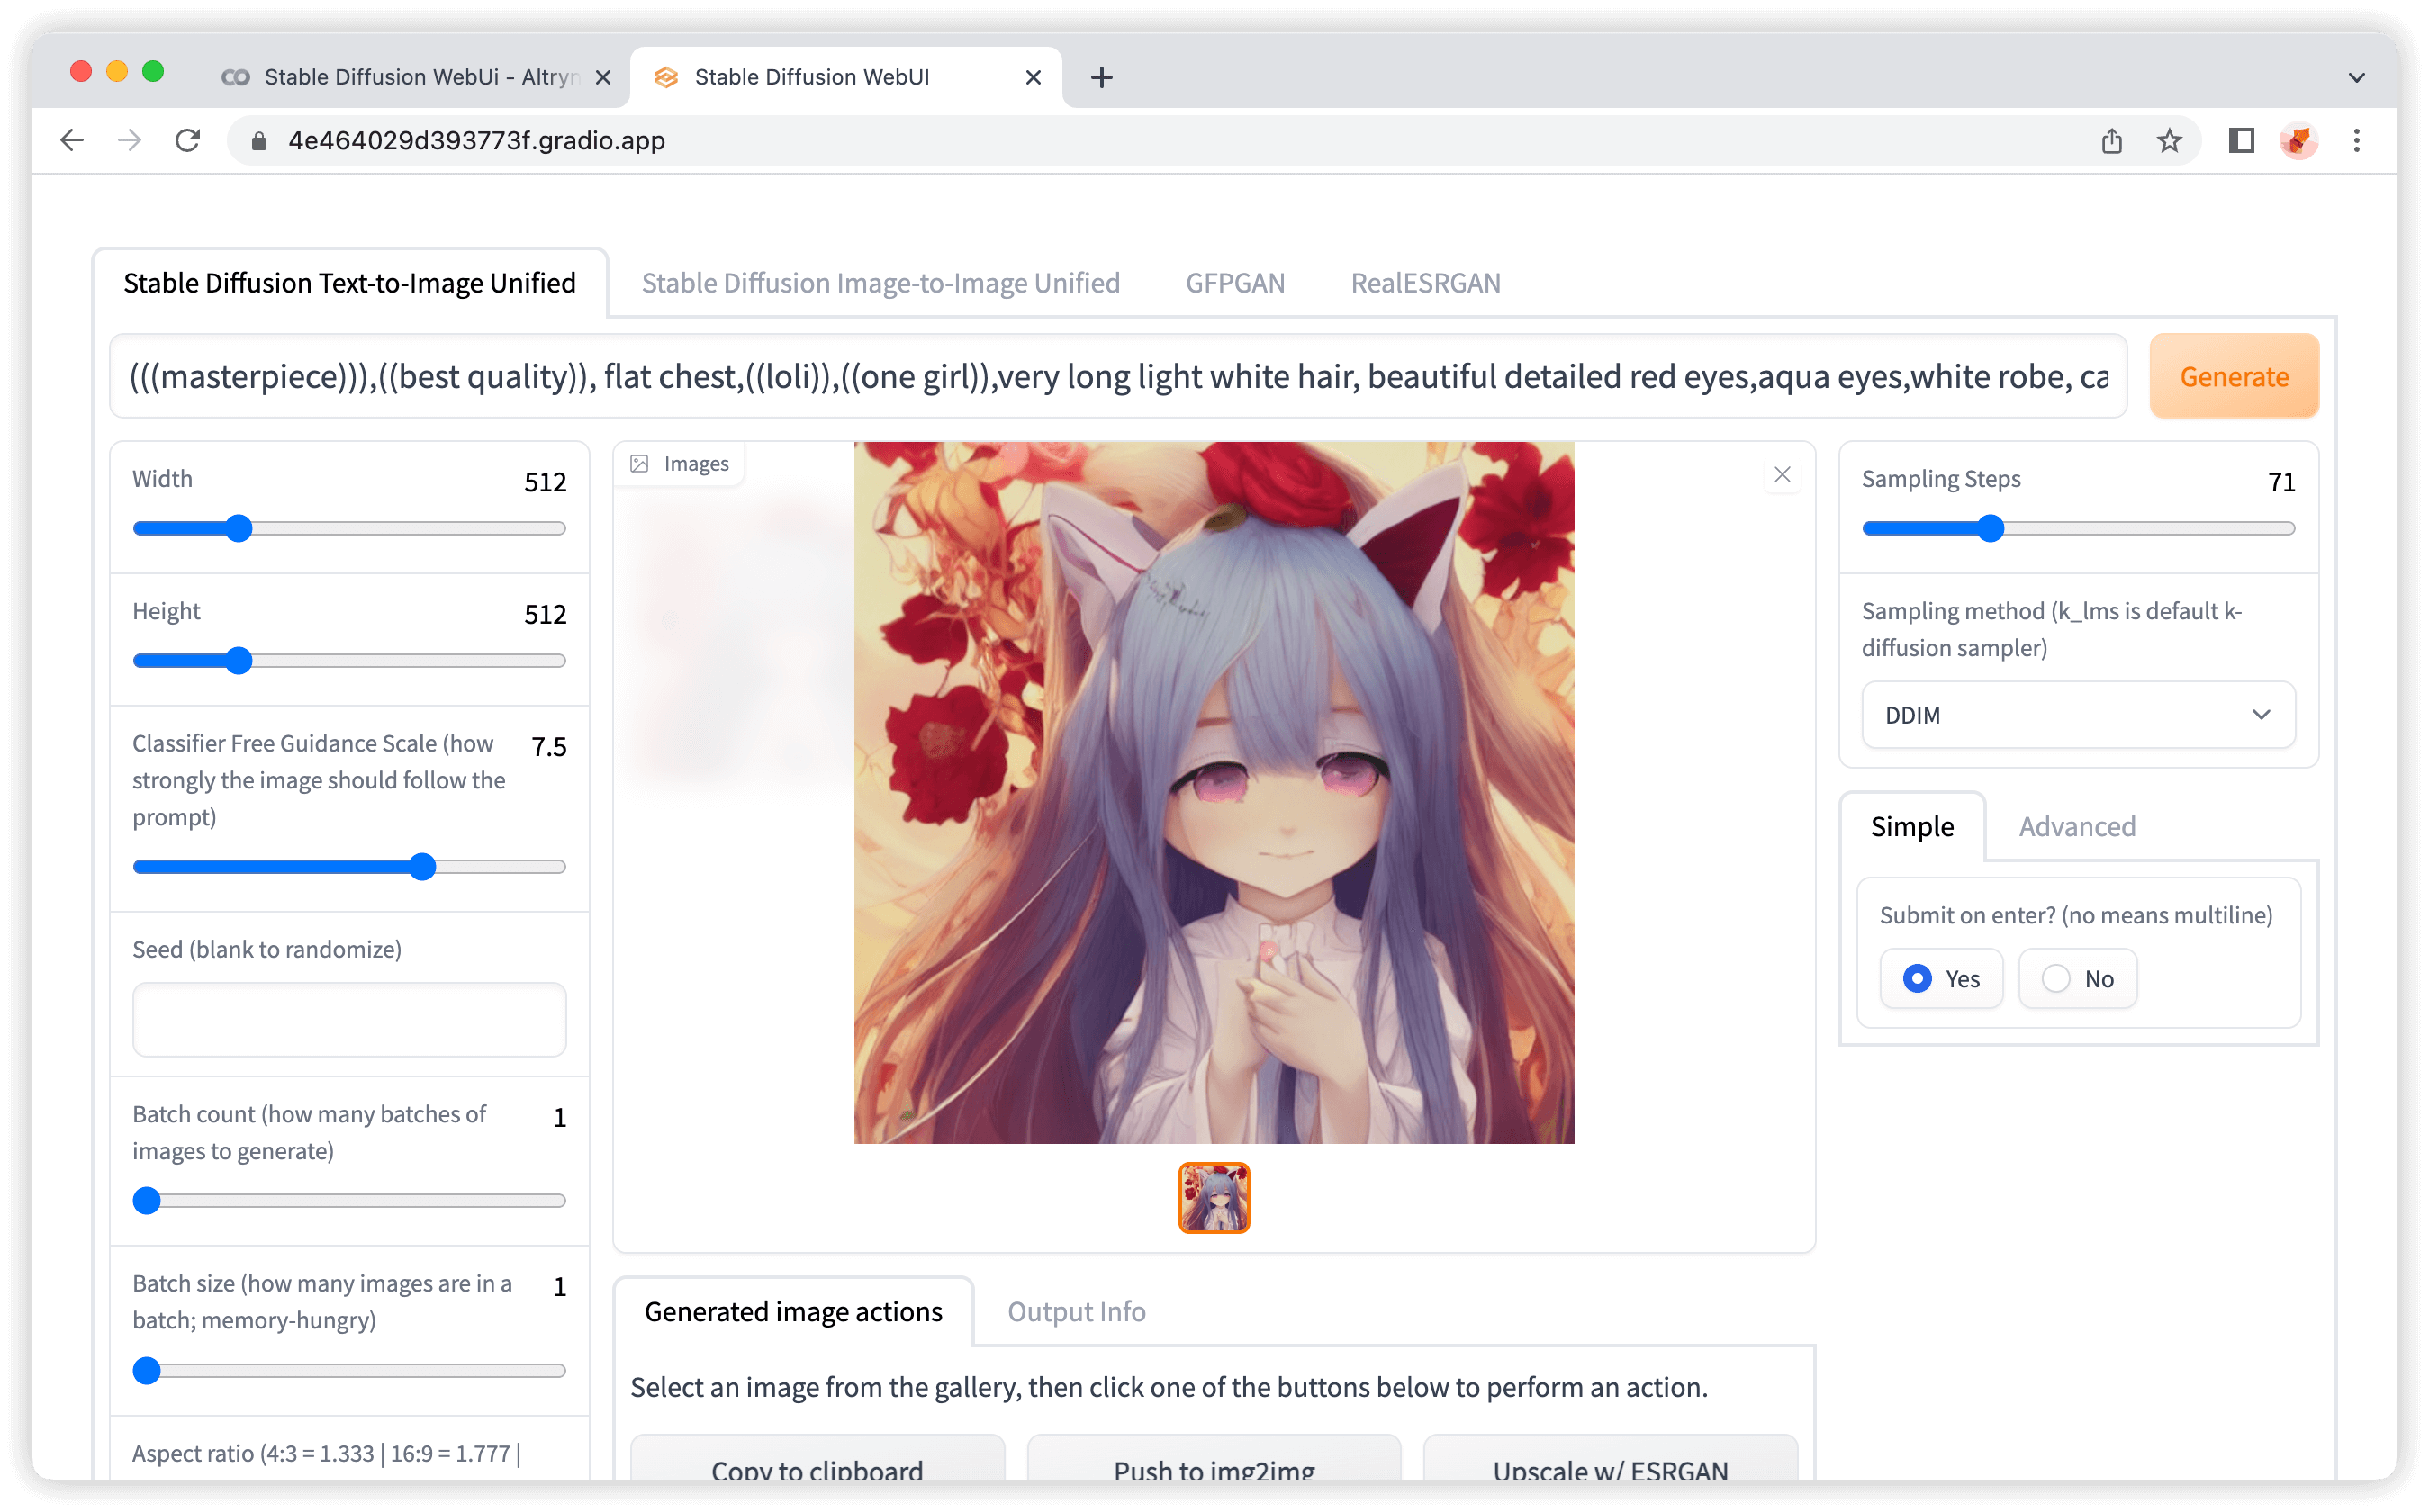 Stable Diffusion WebUi - Altryn
Stable Diffusion WebUI
4e464029d393773f.gradio.app
Stable Diffusion Text-to-Image Unified
Stable Diffusion Image-to-Image Unified
GFPGAN
RealESRGAN
(((masterpiece))),((best quality)), flat chest,((loli)),((one girl)),very long light white hair, beautiful detailed red eyes,aqua eyes,white robe, ca
Generate
Width
512
Height
512
Classifier Free Guidance Scale (how
strongly the image should follow the
prompt)
7.5
Seed (blank to randomize)
Batch count (how many batches of
images to generate)
1
Batch size (how many images are in a
batch; memory-hungry)
1
Aspect ratio (4:3 = 1.333 | 16:9 = 1.777 |
Images
Generated image actions
Output Info
Select an image from the gallery, then click one of the buttons below to perform an action.
Copy to clipboard
Push to img2img
Upscale w/ ESRGAN
Sampling Steps
71
Sampling method (k_lms is default k-
diffusion sampler)
DDIM
Simple
Advanced
Submit on enter? (no means multiline)
Yes
No